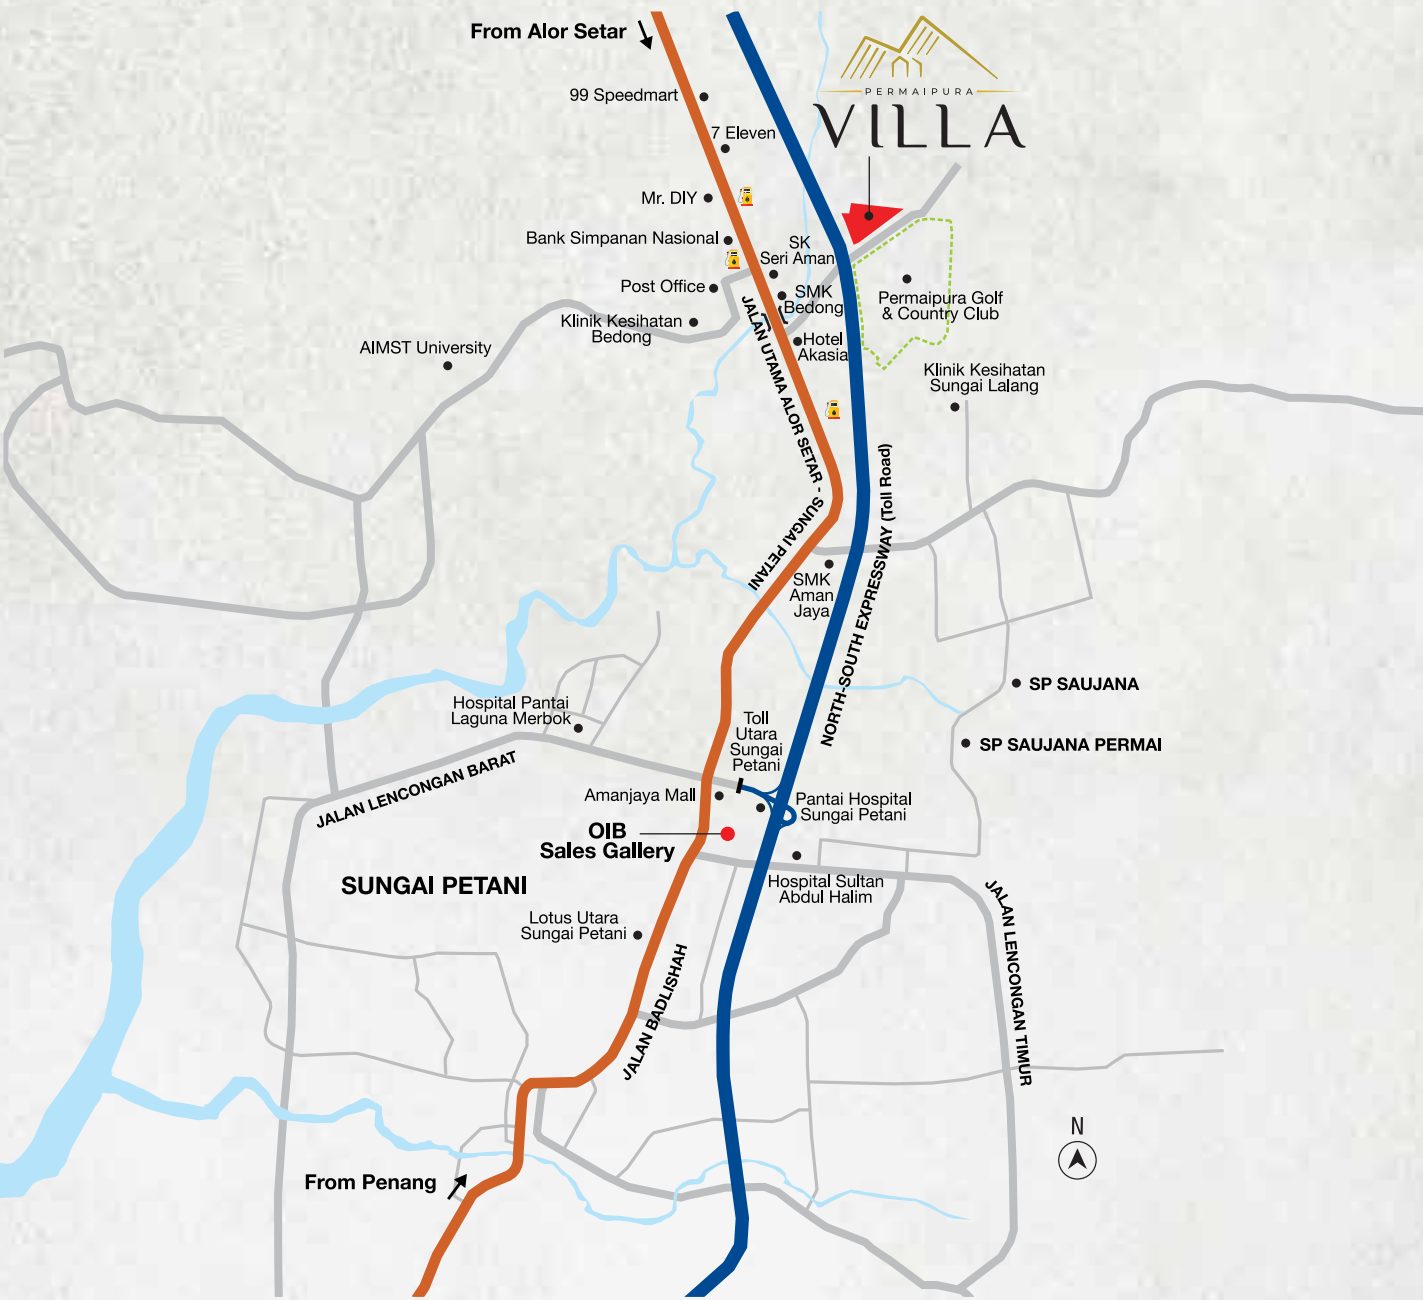 From Alor Setar
PERMAIPURA
VILLA
99 Speedmart
7 Eleven
Mr. DIY
Bank Simpanan Nasional
SK
Seri Aman
Post Office
SMK
Bedong
Permaipura Golf
& Country Club
Klinik Kesihatan
Bedong
Hotel
Akasia
AIMST University
Klinik Kesihatan
Sungai Lalang
JALAN UTAMA ALOR SETAR - SUNGAI PETANI
NORTH-SOUTH EXPRESSWAY (Toll Road)
SMK
Aman
Jaya
SP SAUJANA
Hospital Pantai
Laguna Merbok
Toll
Utara
Sungai
Petani
SP SAUJANA PERMAI
JALAN LENCONGAN BARAT
Amanjaya Mall
Pantai Hospital
Sungai Petani
OIB
Sales Gallery
SUNGAI PETANI
Hospital Sultan
Abdul Halim
Lotus Utara
Sungai Petani
JALAN BADLISHAH
JALAN LENCONGAN TIMUR
N
From Penang